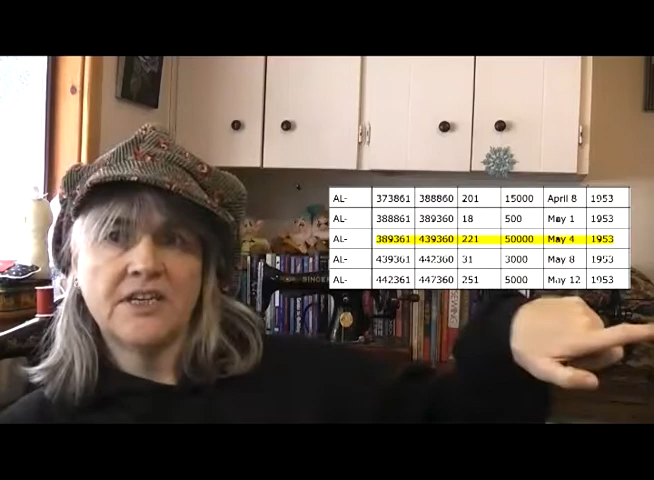 AL- 373861 388860 201 15000 April 8 1953
AL- 388861 389360 18 500 May 1 1953
AL- 389361 439360 221 50000 May 4 1953
AL- 439361 442360 31 3000 May 8 1953
AL- 442361 447360 251 5000 May 12 1953
SINGER